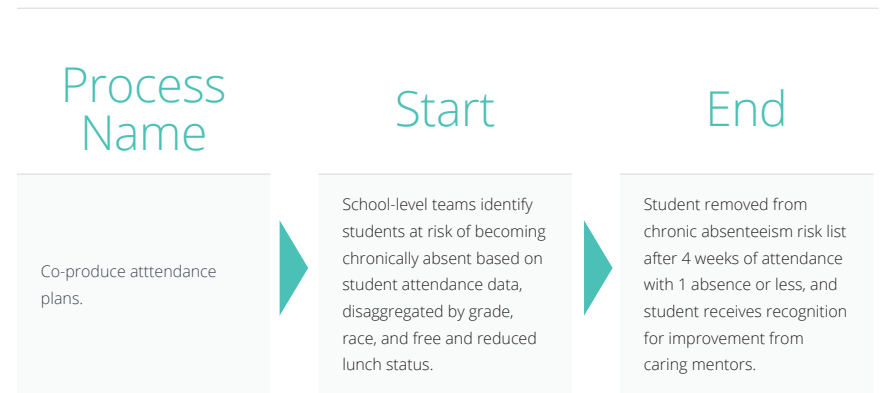 Process
Name
Start
End
Co-produce atttendance
plans.
School-level teams identify
students at risk of becoming
chronically absent based on
student attendance data,
disaggregated by grade,
race, and free and reduced
lunch status.
Student removed from
chronic absenteeism risk list
after 4 weeks of attendance
with 1 absence or less, and
student receives recognition
for improvement from
caring mentors.